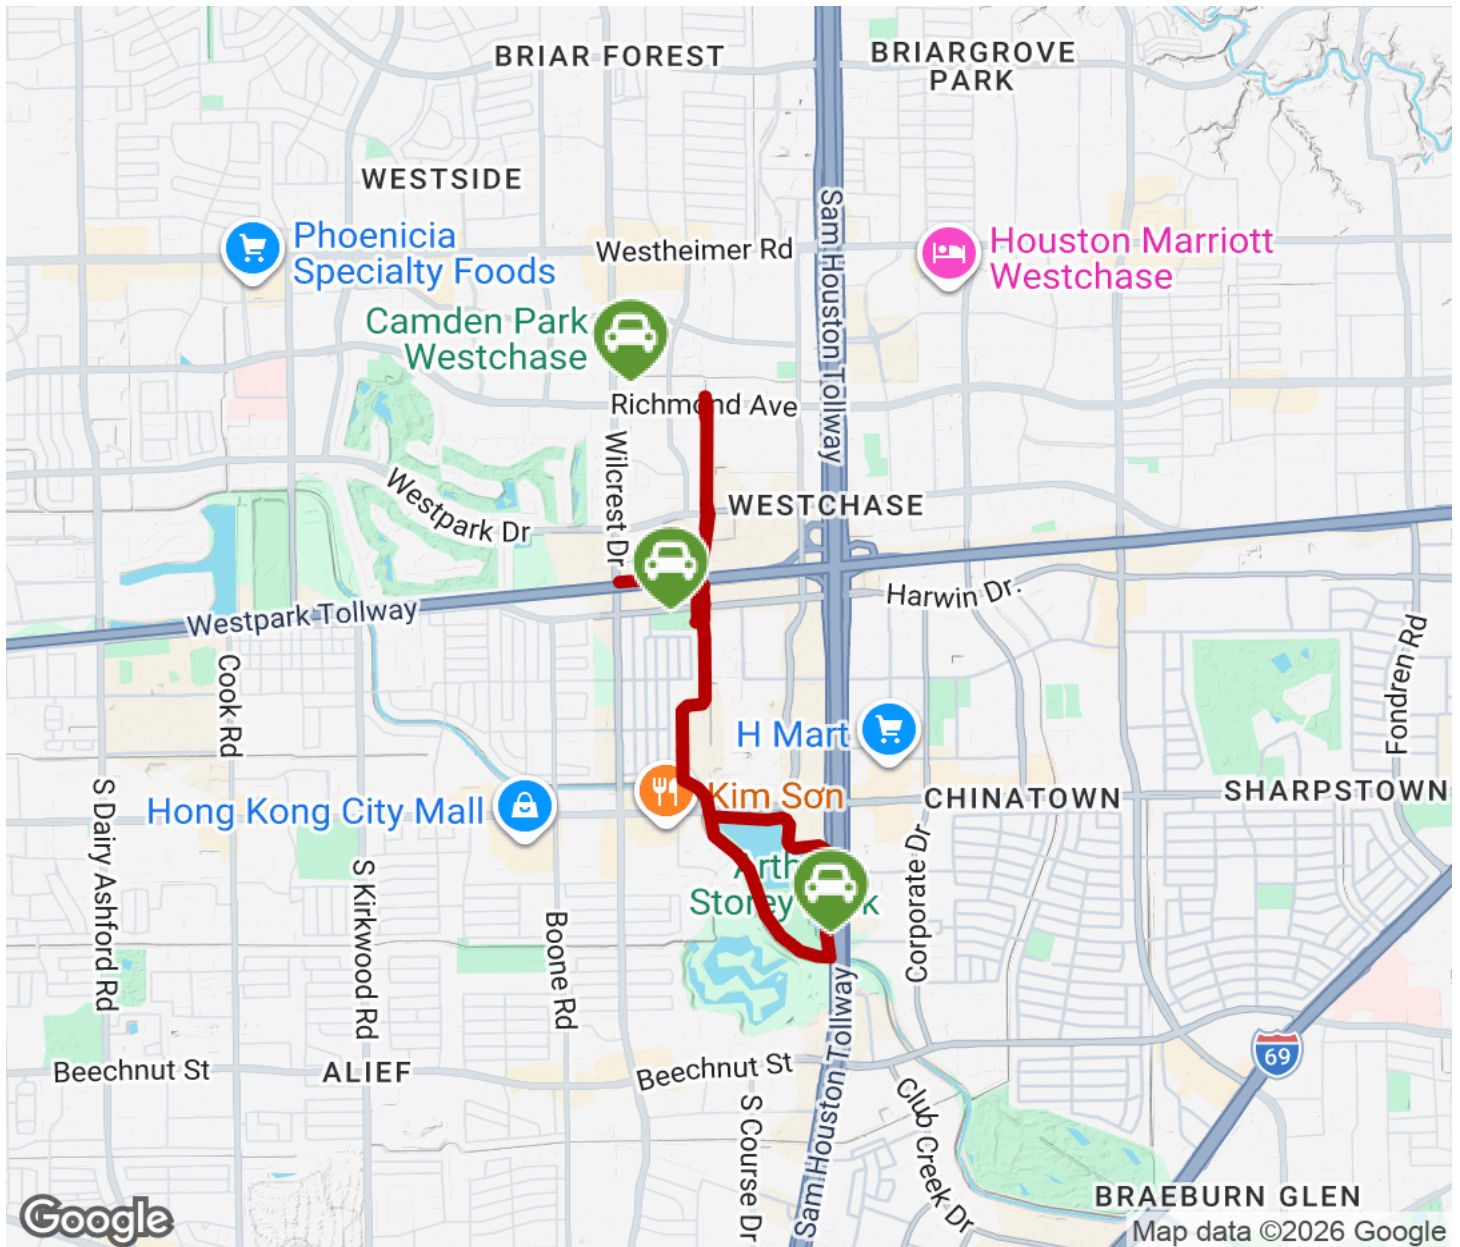 BRIAR FOREST
BRIARGROVE
PARK
WESTSIDE
Sam Houston Tollway
Phoenicia
Specialty Foods
Westheimer Rd
Houston Marriott
Westchase
Camden Park
Westchase
Richmond Ave
Wilcrest Dr
Westpark Dr
WESTCHASE
Westpark Tollway
Harwin Dr.
Cook Rd
Fondren Rd
H Mart
Kim Sơn
CHINATOWN
SHARPSTOWN
Hong Kong City Mall
S Dairy Ashford Rd
S Kirkwood Rd
Boone Rd
Corporate Dr
Sam Houston Tollway
69
Beechnut St
ALIEF
Beechnut St
S Course Dr
Club Creek Dr
BRAEBURN GLEN
Google
Map data ©2026 Google